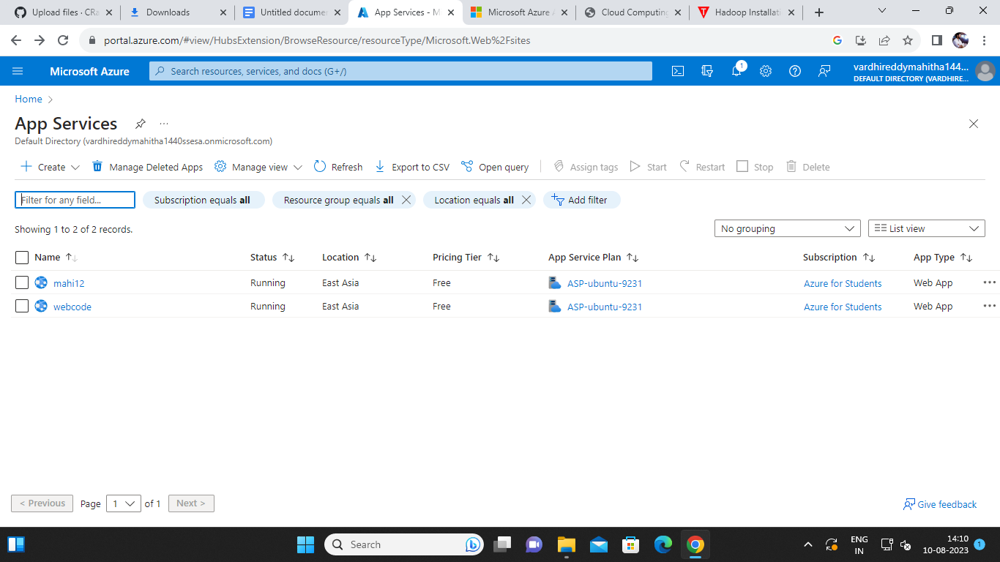 Upload files · CRa
Downloads
Untitled docume
App Services - M
Microsoft Azure
Cloud Computing
Hadoop Installati
portal.azure.com/#view/HubsExtension/BrowseResource/resourceType/Microsoft.Web%2Fsites
Microsoft Azure
Search resources, services, and docs (G+/)
1
vardhireddymahitha144...
DEFAULT DIRECTORY (VARDHIRE...
Home
App Services
Default Directory (vardhireddymahitha1440ssesa.onmicrosoft.com)
Create Manage Deleted Apps Manage view Refresh Export to CSV Open query Assign tags Start Restart Stop Delete
Filter for any field... Subscription equals all Resource group equals all Location equals all Add filter
Showing 1 to 2 of 2 records. No grouping List view
Name Status Location Pricing Tier App Service Plan Subscription App Type
mahi12 Running East Asia Free ASP-ubuntu-9231 Azure for Students Web App
webcode Running East Asia Free ASP-ubuntu-9231 Azure for Students Web App
< Previous Page 1 of 1 Next > Give feedback
Search
ENG
IN
14:10
10-08-2023
1